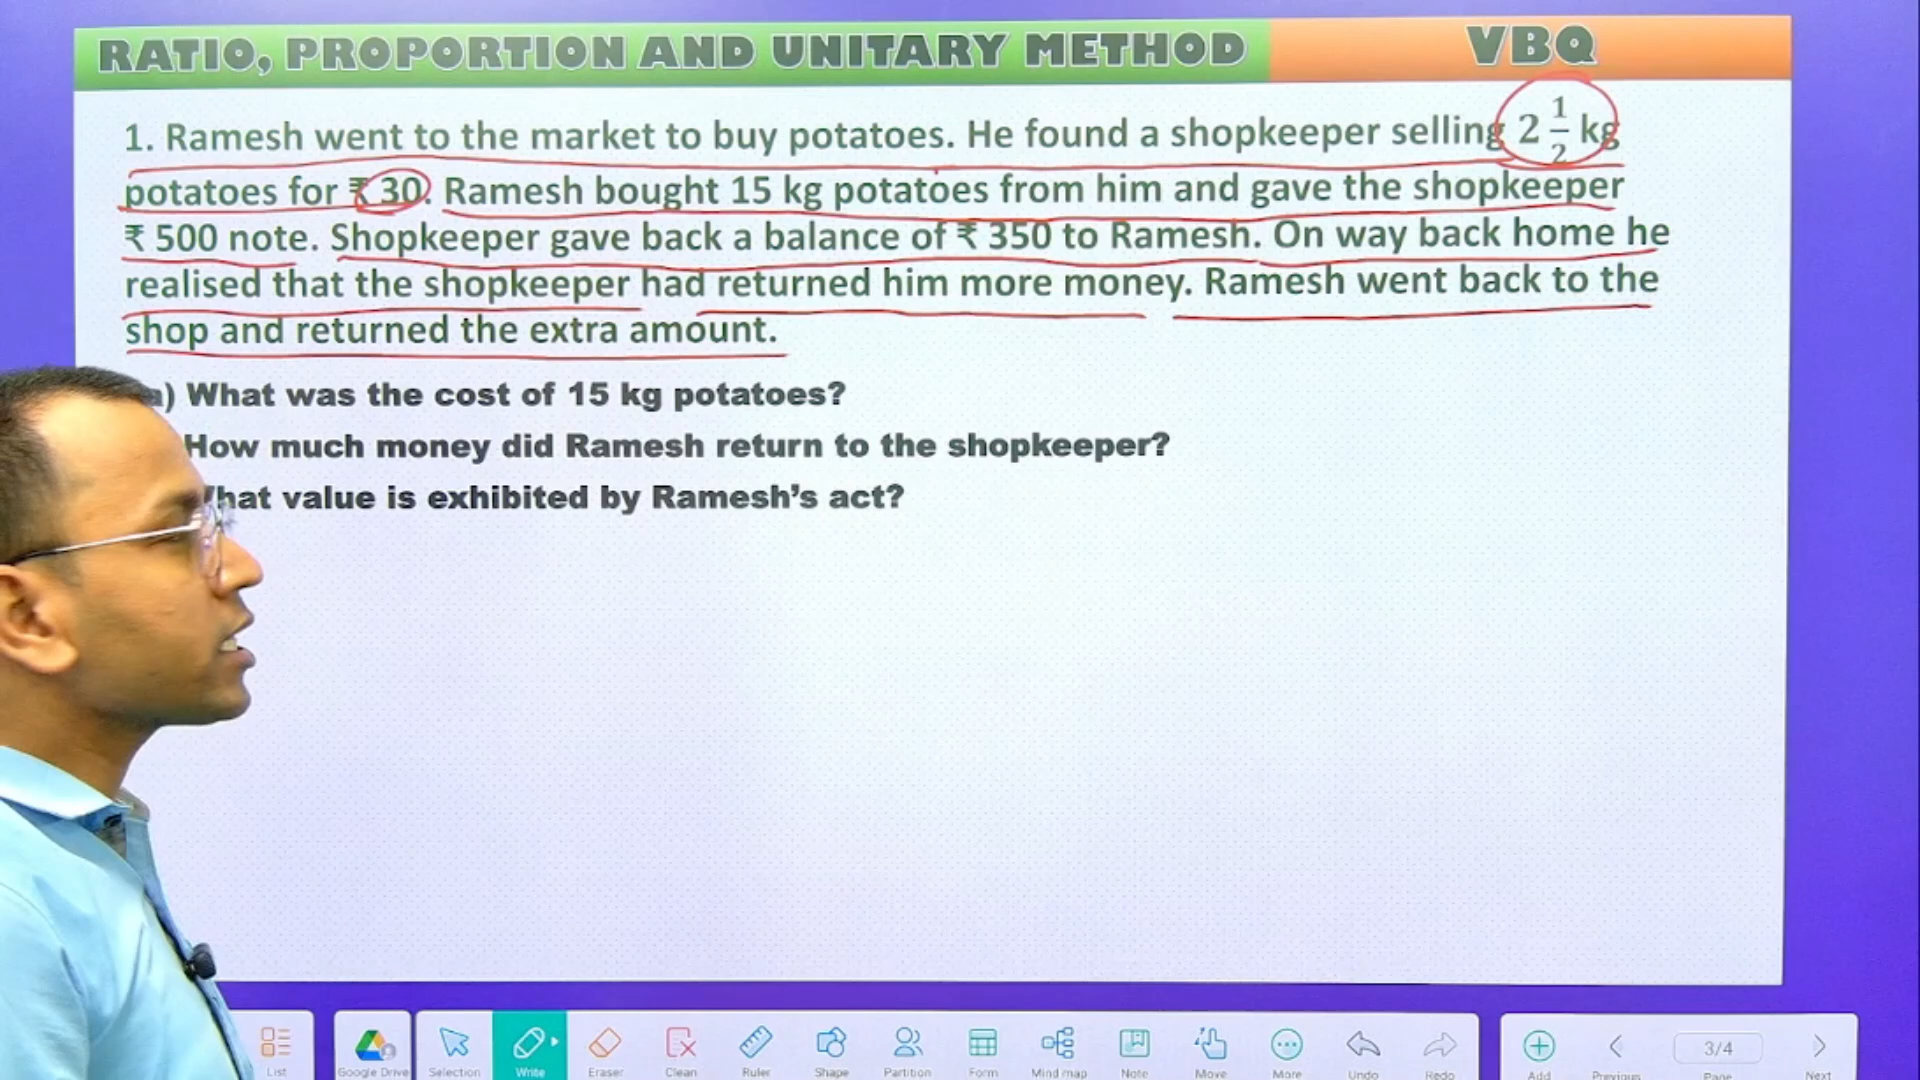 RATIO, PROPORTION AND UNITARY METHOD VBQ
1. Ramesh went to the market to buy potatoes. He found a shopkeeper selling 2 1/2 kg
potatoes for ₹ 30. Ramesh bought 15 kg potatoes from him and gave the shopkeeper
₹ 500 note. Shopkeeper gave back a balance of ₹ 350 to Ramesh. On way back home he
realised that the shopkeeper had returned him more money. Ramesh went back to the
shop and returned the extra amount.
a) What was the cost of 15 kg potatoes?
How much money did Ramesh return to the shopkeeper?
What value is exhibited by Ramesh's act?
List Google Drive Selection Write Eraser Clean Ruler Shape Partition Form Mind map Note Move More Undo Redo Add Previous Page Next
3/4